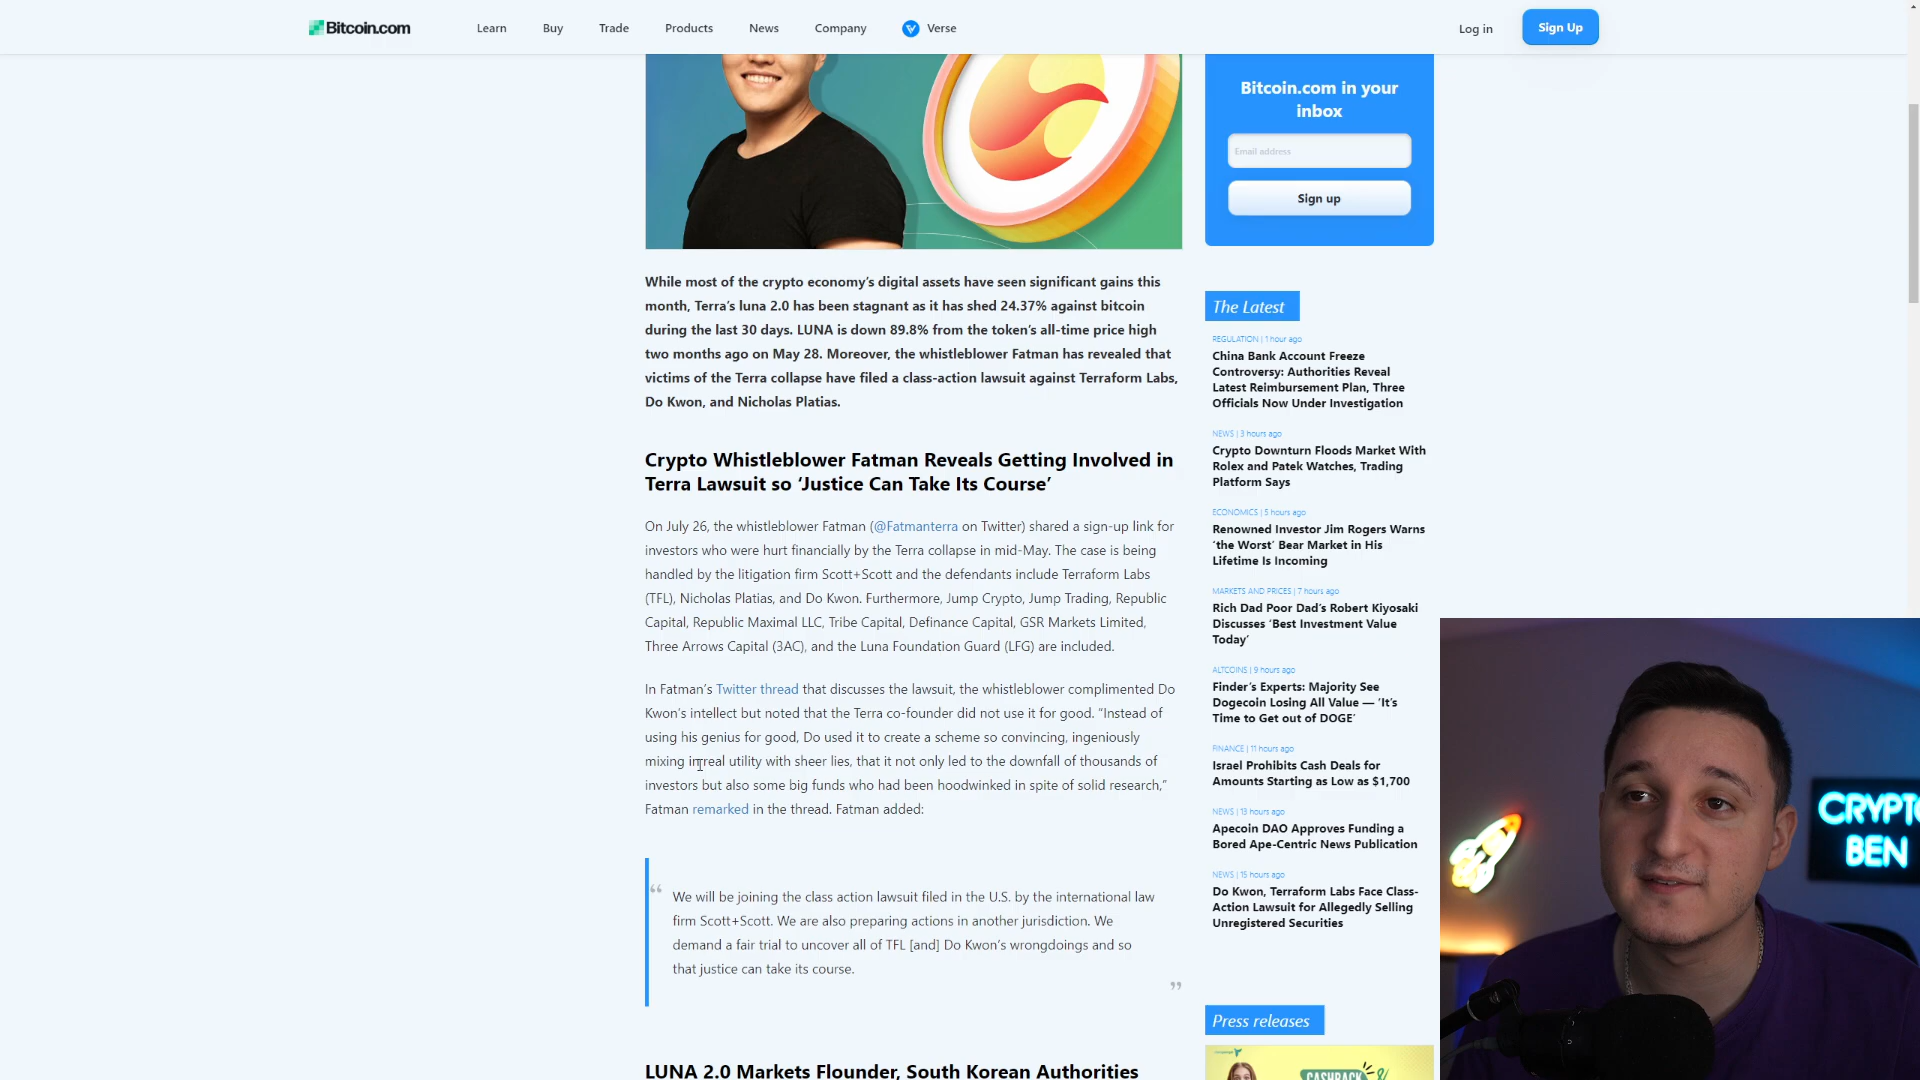 Bitcoin.com
Learn
Buy
Trade
Products
News
Company
Verse
Log in
Sign Up
While most of the crypto economy’s digital assets have seen significant gains this
month, Terra’s luna 2.0 has been stagnant as it has shed 24.37% against bitcoin
during the last 30 days. LUNA is down 89.8% from the token’s all-time price high
two months ago on May 28. Moreover, the whistleblower Fatman has revealed that
victims of the Terra collapse have filed a class-action lawsuit against Terraform Labs,
Do Kwon, and Nicholas Platias.
Crypto Whistleblower Fatman Reveals Getting Involved in
Terra Lawsuit so ‘Justice Can Take Its Course’
On July 26, the whistleblower Fatman (@Fatmanterra on Twitter) shared a sign-up link for
investors who were hurt financially by the Terra collapse in mid-May. The case is being
handled by the litigation firm Scott+Scott and the defendants include Terraform Labs
(TFL), Nicholas Platias, and Do Kwon. Furthermore, Jump Crypto, Jump Trading, Republic
Capital, Republic Maximal LLC, Tribe Capital, Definance Capital, GSR Markets Limited,
Three Arrows Capital (3AC), and the Luna Foundation Guard (LFG) are included.
In Fatman’s Twitter thread that discusses the lawsuit, the whistleblower complimented Do
Kwon’s intellect but noted that the Terra co-founder did not use it for good. “Instead of
using his genius for good, Do used it to create a scheme so convincing, ingeniously
mixing in real utility with sheer lies, that it not only led to the downfall of thousands of
investors but also some big funds who had been hoodwinked in spite of solid research,”
Fatman remarked in the thread. Fatman added:
“ We will be joining the class action lawsuit filed in the U.S. by the international law
firm Scott+Scott. We are also preparing actions in another jurisdiction. We
demand a fair trial to uncover all of TFL [and] Do Kwon’s wrongdoings and so
that justice can take its course.
”
LUNA 2.0 Markets Flounder, South Korean Authorities
Bitcoin.com in your
inbox
Email address
Sign up
The Latest
REGULATION | 1 hour ago
China Bank Account Freeze
Controversy: Authorities Reveal
Latest Reimbursement Plan, Three
Officials Now Under Investigation
NEWS | 3 hours ago
Crypto Downturn Floods Market With
Rolex and Patek Watches, Trading
Platform Says
ECONOMICS | 5 hours ago
Renowned Investor Jim Rogers Warns
‘the Worst’ Bear Market in His
Lifetime Is Incoming
MARKETS AND PRICES | 7 hours ago
Rich Dad Poor Dad’s Robert Kiyosaki
Discusses ‘Best Investment Value
Today’
ALTCOINS | 9 hours ago
Finder’s Experts: Majority See
Dogecoin Losing All Value — ‘It’s
Time to Get out of DOGE’
FINANCE | 11 hours ago
Israel Prohibits Cash Deals for
Amounts Starting as Low as $1,700
NEWS | 13 hours ago
Apecoin DAO Approves Funding a
Bored Ape-Centric News Publication
NEWS | 15 hours ago
Do Kwon, Terraform Labs Face Class-
Action Lawsuit for Allegedly Selling
Unregistered Securities
Press releases
CASHBACK
CRYPTO
BEN